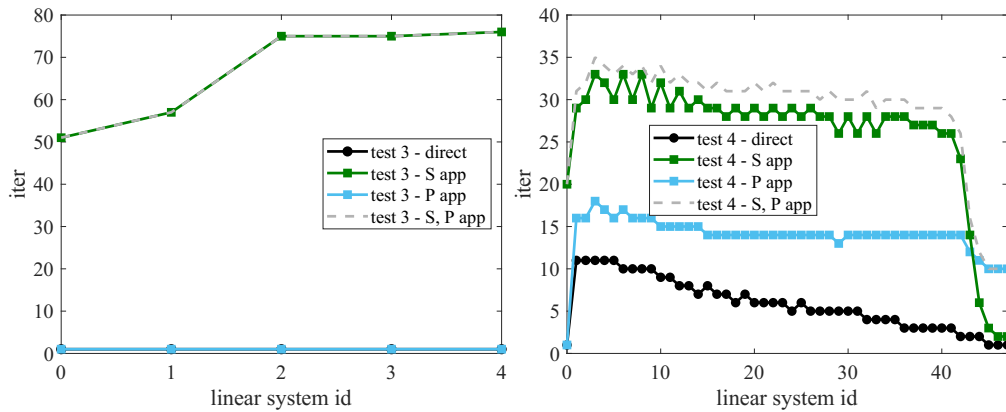 80
70
60
50
40
30
20
10
0
iter
0 1 2 3 4
linear system id
test 3 - direct
test 3 - S app
test 3 - P app
test 3 - S, P app
40
35
30
25
20
15
10
5
0
iter
0 10 20 30 40
linear system id
test 4 - direct
test 4 - S app
test 4 - P app
test 4 - S, P app